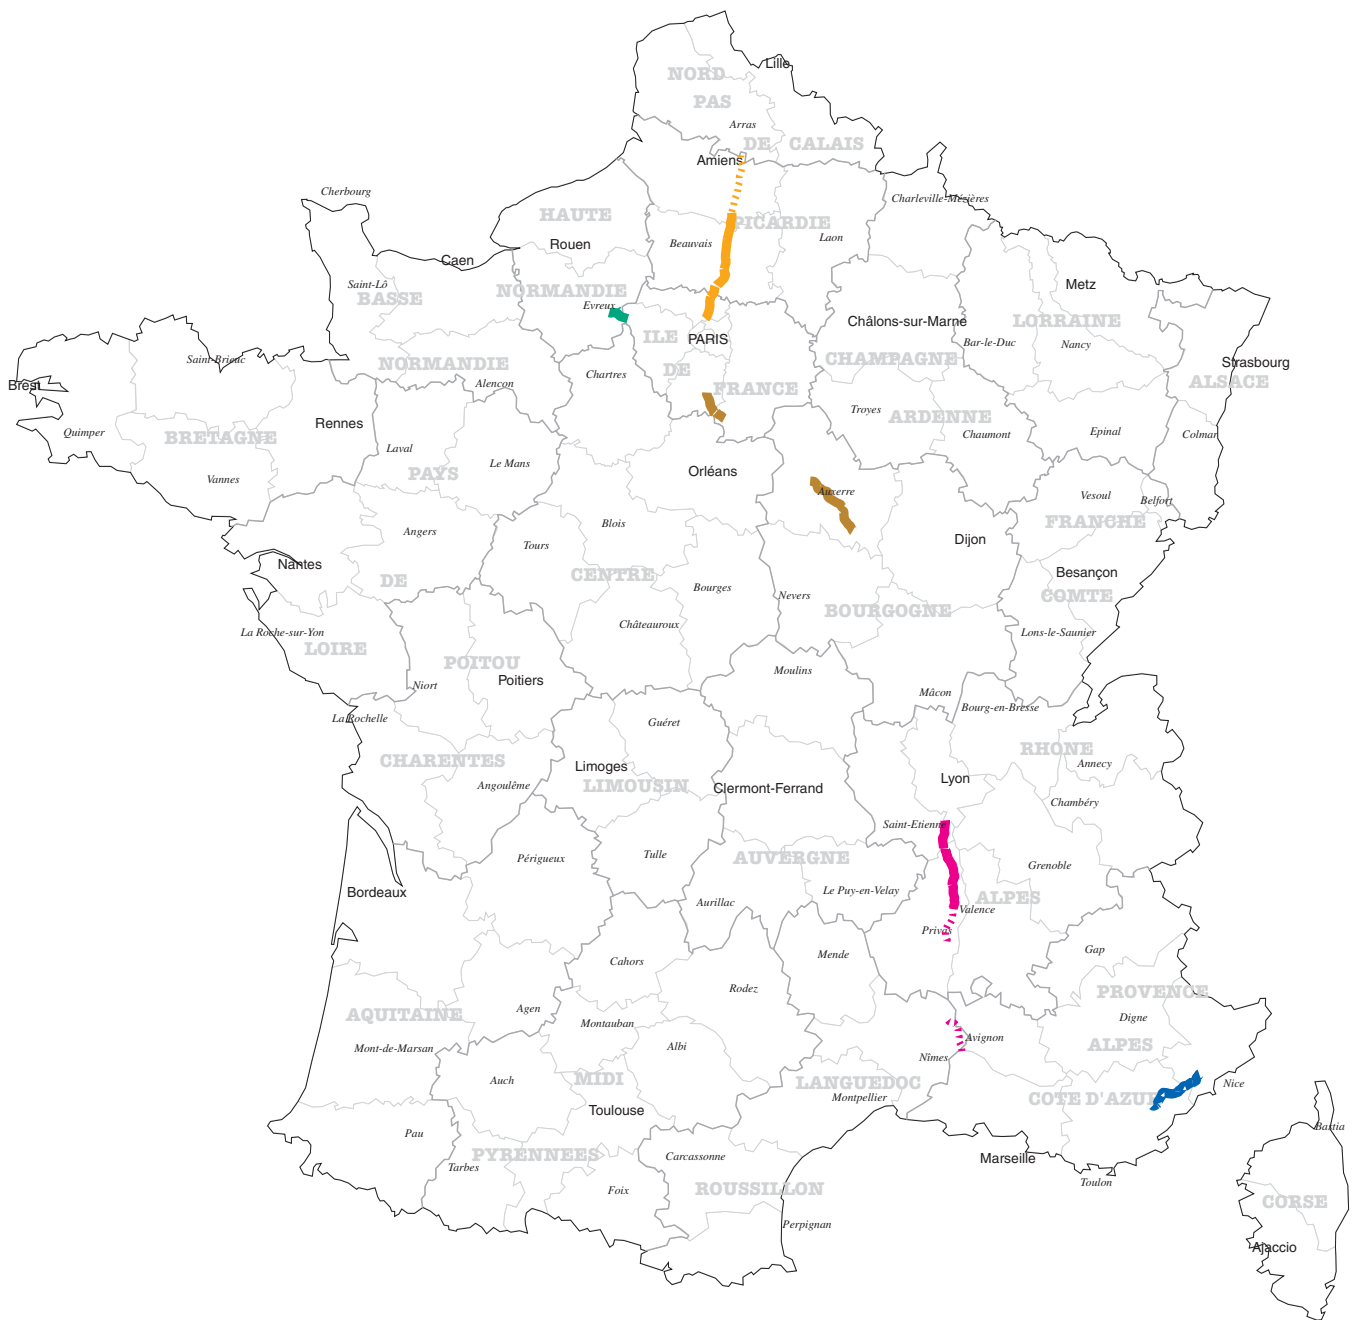 Lille
NORD
PAS
Arras
DE CALAIS
Amiens
Cherbourg
Charleville-Mézières
HAUTE
PICARDIE
Rouen
Beauvais
Laon
Caen
Saint-Lô
BASSE
NORMANDIE
Evreux
Metz
Châlons-sur-Marne
LORRAINE
ILE
PARIS
Bar-le-Duc
Nancy
Saint-Brieuc
NORMANDIE
CHAMPAGNE
Strasbourg
Brest
Alencon
Chartres
DE
FRANCE
ALSACE
Troyes
ARDENNE
Rennes
Quimper
BRETAGNE
Chaumont
Epinal
Colmar
Laval
Le Mans
PAYS
Orléans
Vannes
Auxerre
Vesoul
Belfort
FRANCHE
Angers
Blois
Tours
Dijon
Nantes
DE
CENTRE
Bourges
Nevers
Besançon
COMTE
BOURGOGNE
La Roche-sur-Yon
LOIRE
Châteauroux
Lons-le-Saunier
POITOU
Poitiers
Niort
Moulins
Mâcon
Bourg-en-Bresse
La Rochelle
Guéret
CHARENTES
RHONE
Limoges
Annecy
Angoulême
LIMOUSIN
Clermont-Ferrand
Lyon
Chambéry
Saint-Etienne
Périgueux
Tulle
AUVERGNE
Grenoble
Bordeaux
Le Puy-en-Velay
ALPES
Aurillac
Valence
Privas
Cahors
Mende
Gap
Rodez
PROVENCE
Agen
AQUITAINE
Montauban
Digne
Mont-de-Marsan
Albi
Avignon
ALPES
Nîmes
Auch
MIDI
LANGUEDOC
Nice
Toulouse
Montpellier
COTE D'AZUR
Pau
Bastia
PYRENNEES
Carcassonne
Marseille
Tarbes
Foix
ROUSSILLON
Toulon
CORSE
Perpignan
Ajaccio